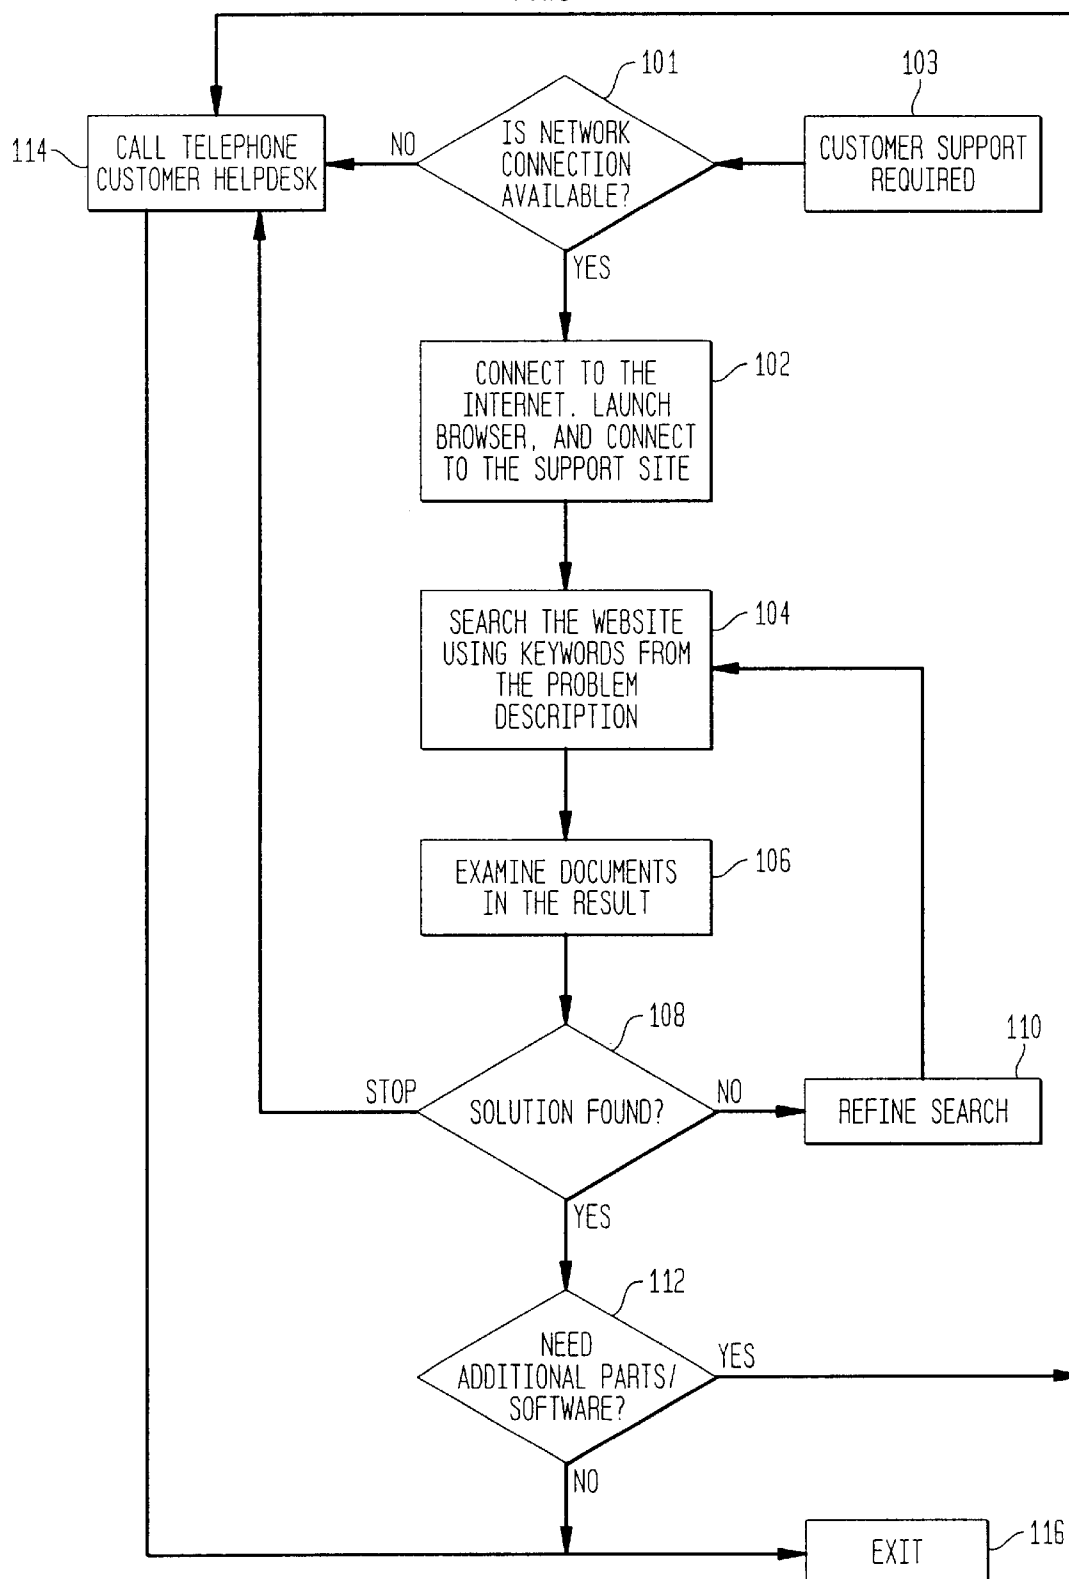 101
103
114
CALL TELEPHONE
CUSTOMER HELPDESK
NO
IS NETWORK
CONNECTION
AVAILABLE?
CUSTOMER SUPPORT
REQUIRED
YES
102
CONNECT TO THE
INTERNET. LAUNCH
BROWSER, AND CONNECT
TO THE SUPPORT SITE
104
SEARCH THE WEBSITE
USING KEYWORDS FROM
THE PROBLEM
DESCRIPTION
106
EXAMINE DOCUMENTS
IN THE RESULT
108
110
STOP
SOLUTION FOUND?
NO
REFINE SEARCH
YES
112
NEED
ADDITIONAL PARTS/
SOFTWARE?
YES
NO
EXIT
116